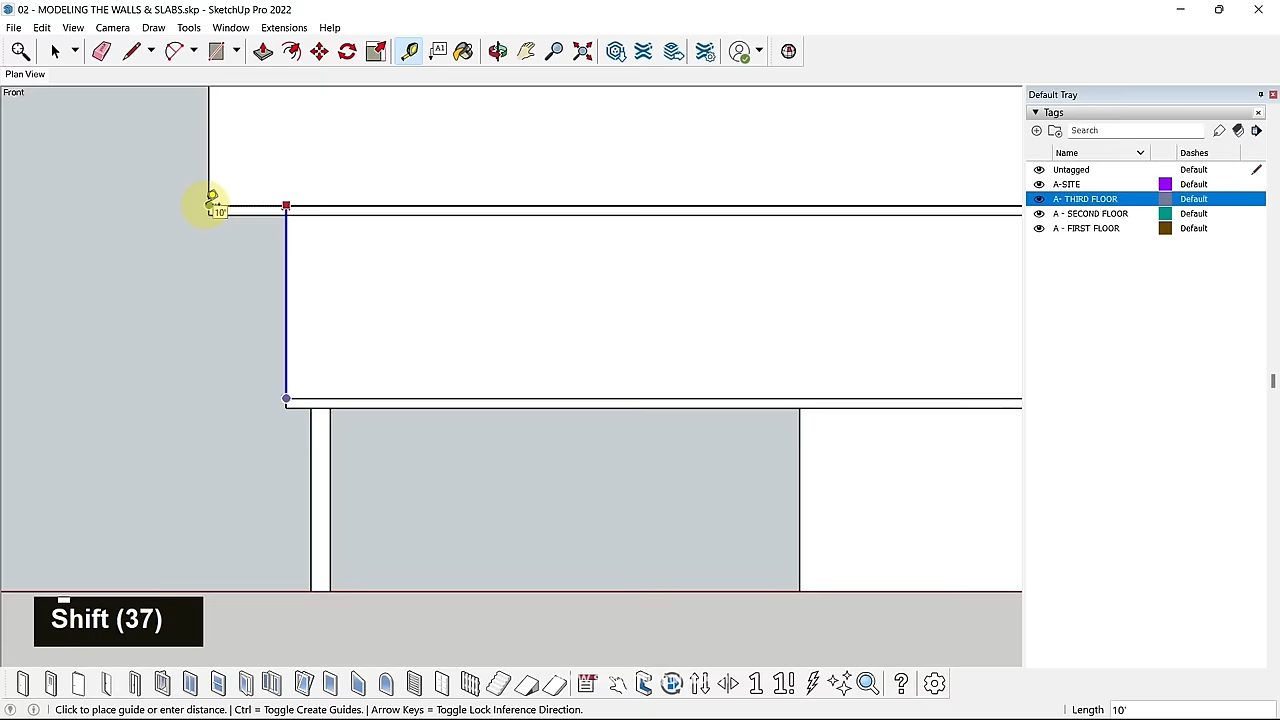 02 - MODELING THE WALLS & SLABS.skp - SketchUp Pro 2022
File Edit View Camera Draw Tools Window Extensions Help
A1
Plan View
Front
Default Tray
Tags
Search
Name Dashes
Untagged Default
A-SITE Default
A- THIRD FLOOR Default
A - SECOND FLOOR Default
A - FIRST FLOOR Default
10'
Shift (37)
Click to place guide or enter distance. | Ctrl = Toggle Create Guides. | Arrow Keys = Toggle Lock Inference Direction.
Length 10'